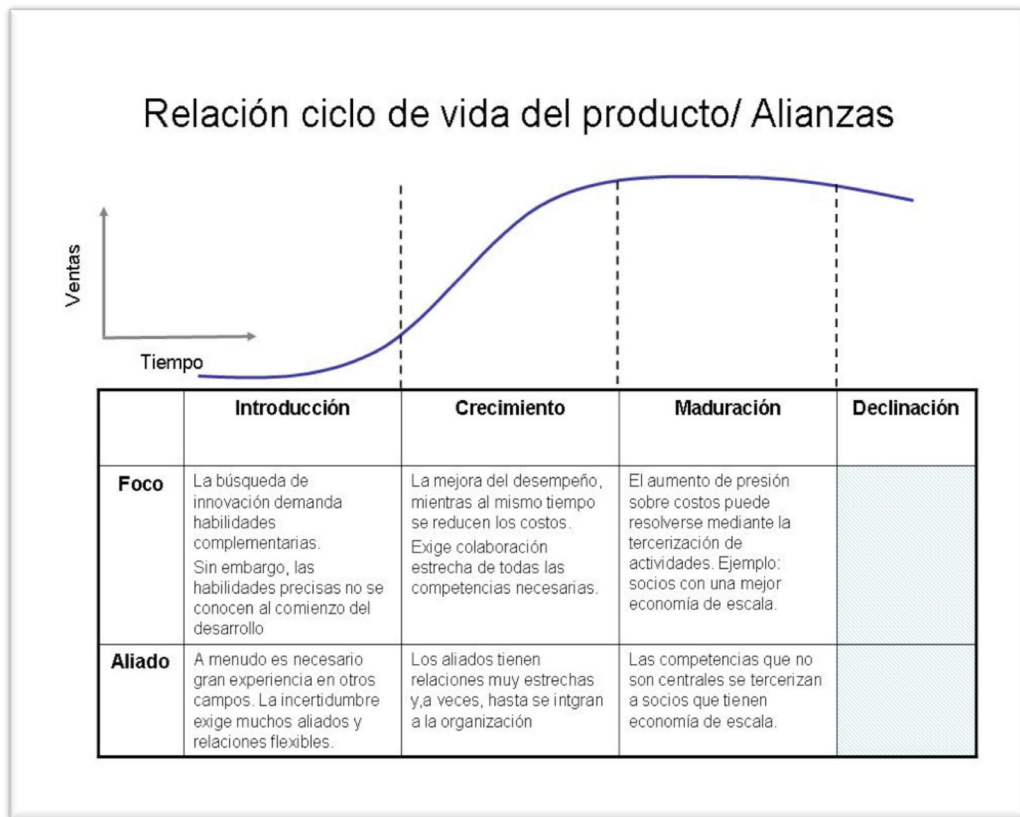 Relación ciclo de vida del producto/ Alianzas
Ventas
Tiempo
Introducción
Crecimiento
Maduración
Declinación
Foco
La búsqueda de
innovación demanda
habilidades
complementarias.
Sin embargo, las
habilidades precisas no se
conocen al comienzo del
desarrollo
La mejora del desempeño,
mientras al mismo tiempo
se reducen los costos.
Exige colaboración
estrecha de todas las
competencias necesarias.
El aumento de presión
sobre costos puede
resolverse mediante la
tercerización de
actividades. Ejemplo:
socios con una mejor
economía de escala.
Aliado
A menudo es necesario
gran experiencia en otros
campos. La incertidumbre
exige muchos aliados y
relaciones flexibles.
Los aliados tienen
relaciones muy estrechas
y,a veces, hasta se intgran
a la organización
Las competencias que no
son centrales se tercerizan
a socios que tienen
economía de escala.